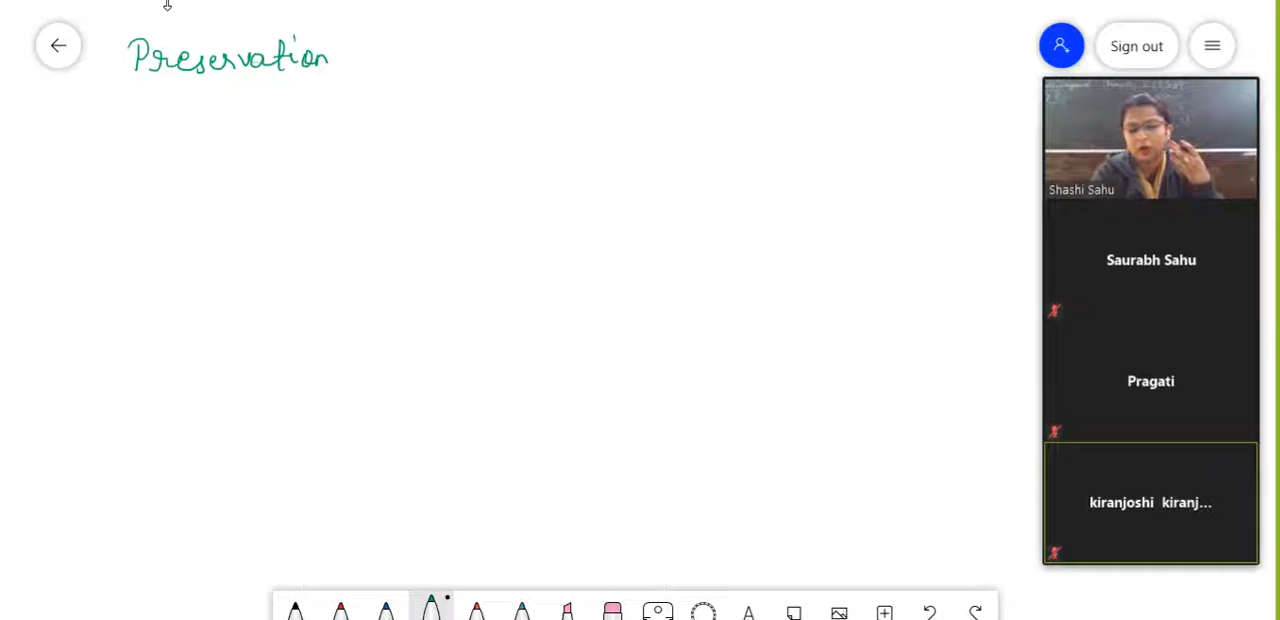 Preservation
Sign out
Shashi Sahu
Saurabh Sahu
Pragati
kiranjoshi kiranj...